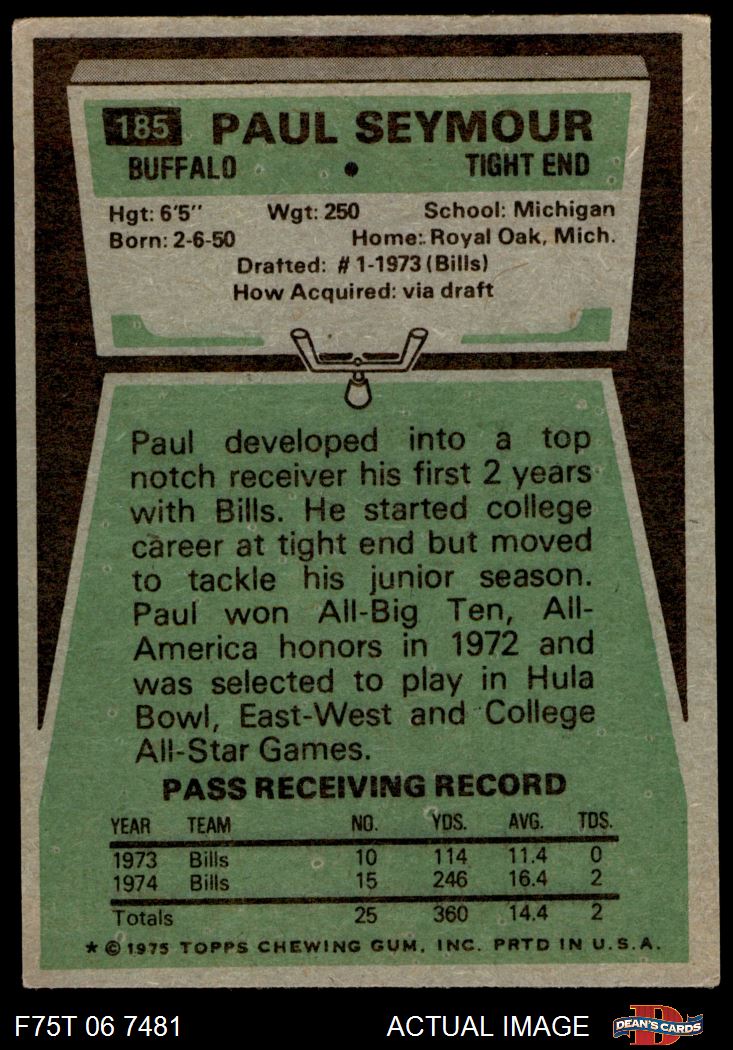 185 PAUL SEYMOUR
BUFFALO • TIGHT END
Hgt: 6'5" Wgt: 250 School: Michigan
Born: 2-6-50 Home: Royal Oak, Mich.
Drafted: #1-1973 (Bills)
How Acquired: via draft
Paul developed into a top
notch receiver his first 2 years
with Bills. He started college
career at tight end but moved
to tackle his junior season.
Paul won All-Big Ten, All-
America honors in 1972 and
was selected to play in Hula
Bowl, East-West and College
All-Star Games.
PASS RECEIVING RECORD
YEAR TEAM NO. YDS. AVG. TDS.
1973 Bills 10 114 11.4 0
1974 Bills 15 246 16.4 2
Totals 25 360 14.4 2
* © 1975 TOPPS CHEWING GUM, INC. PRTD IN U.S.A.
F75T 06 7481 ACTUAL IMAGE D DEAN'S CARDS